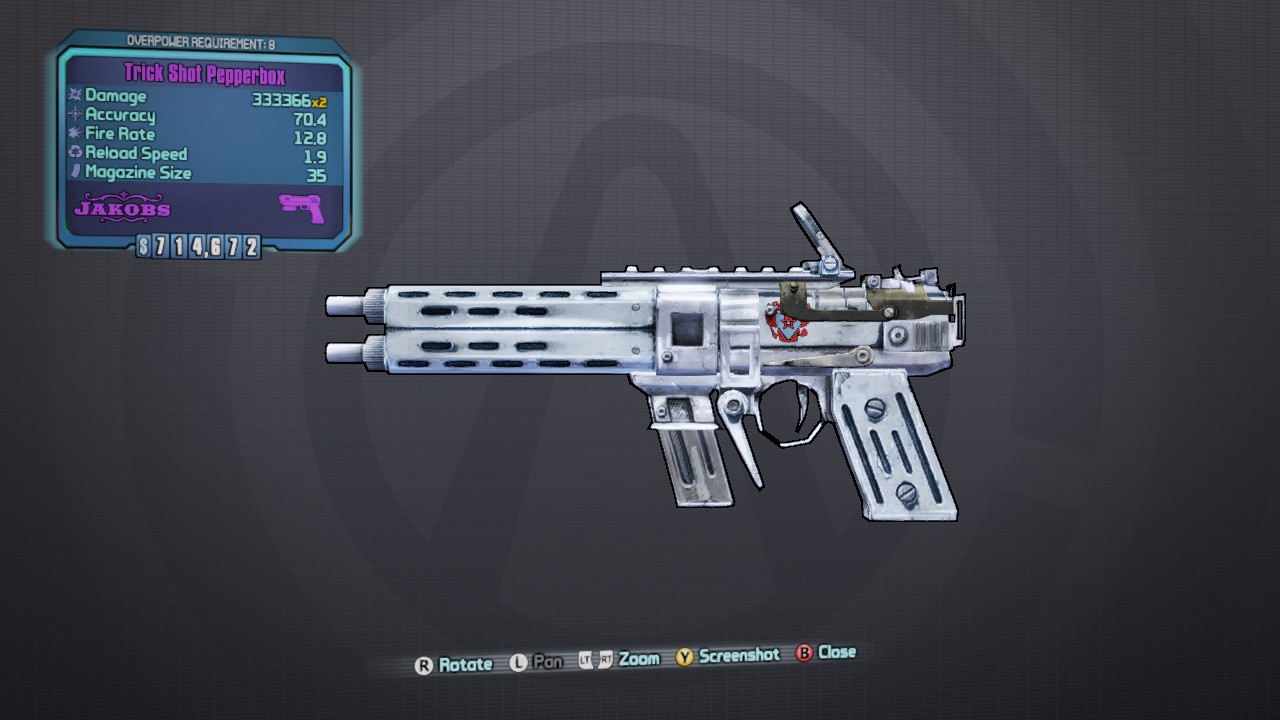 OVERPOWER REQUIREMENT: 8
Trick Shot Pepperbox
Damage 333366x2
Accuracy 70.4
Fire Rate 12.8
Reload Speed 1.9
Magazine Size 35
JAKOBS
$714,672
R Rotate L Pan LT RT Zoom Y Screenshot B Close